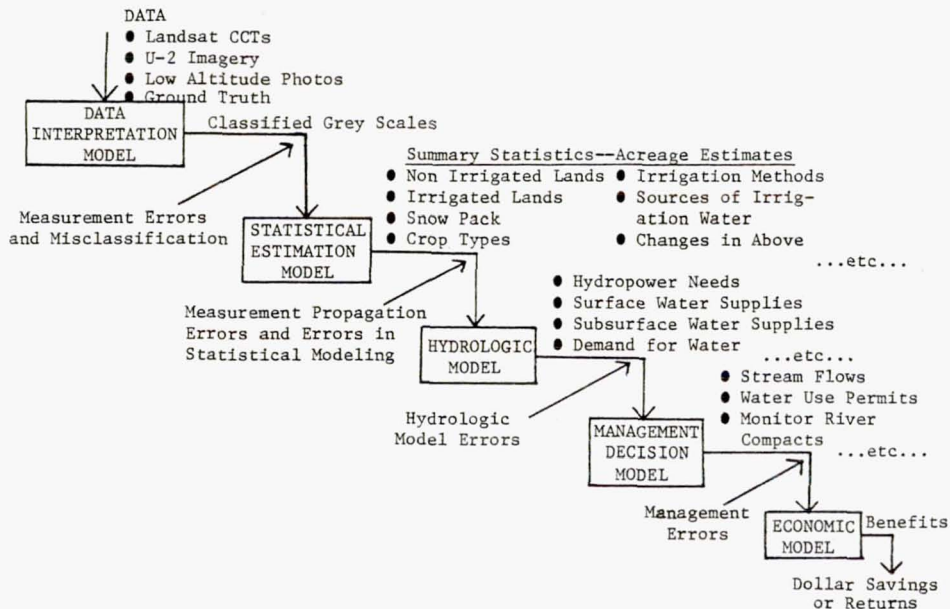 DATA
● Landsat CCTs
● U-2 Imagery
● Low Altitude Photos
● Ground Truth
DATA
INTERPRETATION
MODEL
Classified Grey Scales
Measurement Errors
and Misclassification
Summary Statistics--Acreage Estimates
● Non Irrigated Lands
● Irrigated Lands
● Snow Pack
● Crop Types
● Irrigation Methods
● Sources of Irrig-
ation Water
● Changes in Above
...etc...
STATISTICAL
ESTIMATION
MODEL
Measurement Propagation
Errors and Errors in
Statistical Modeling
● Hydropower Needs
● Surface Water Supplies
● Subsurface Water Supplies
● Demand for Water
...etc...
HYDROLOGIC
MODEL
Hydrologic
Model Errors
● Stream Flows
● Water Use Permits
● Monitor River
Compacts
...etc...
MANAGEMENT
DECISION
MODEL
Management
Errors
ECONOMIC
MODEL
Benefits
Dollar Savings
or Returns